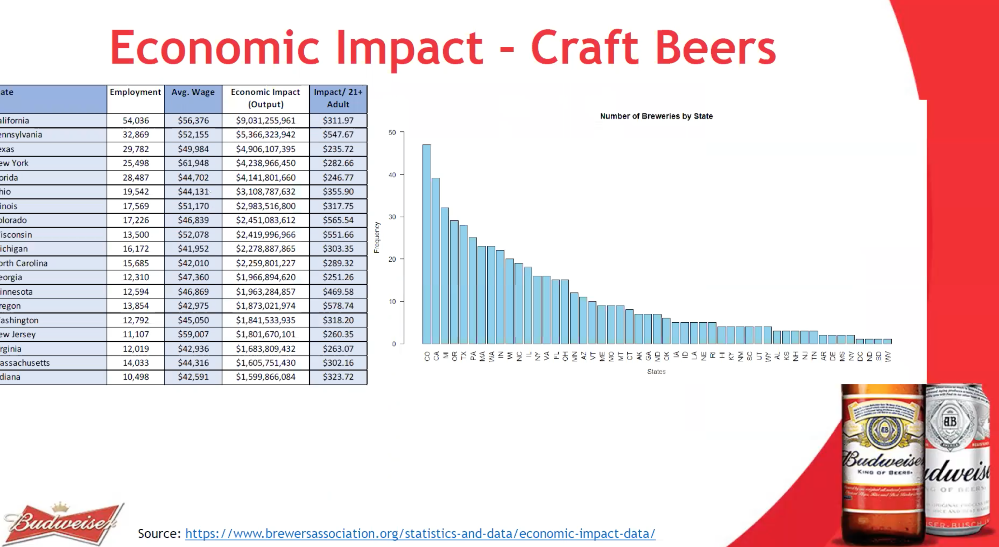 Economic Impact - Craft Beers
ate Employment Avg. Wage Economic Impact (Output) Impact/ 21+ Adult
alifornia 54,036 $56,376 $9,031,255,961 $311.97
ennsylvania 32,869 $52,155 $5,366,323,942 $547.67
exas 29,782 $49,984 $4,906,107,395 $235.72
ew York 25,498 $61,948 $4,238,966,450 $282.66
orida 28,487 $44,702 $4,141,801,660 $246.77
hio 19,542 $44,131 $3,108,787,632 $355.90
inois 17,569 $51,170 $2,983,516,800 $317.75
olorado 17,226 $46,839 $2,451,083,612 $565.54
isconsin 13,500 $52,078 $2,419,996,966 $551.66
ichigan 16,172 $41,952 $2,278,887,865 $303.35
orth Carolina 15,685 $42,010 $2,259,801,227 $289.32
eorgia 12,310 $47,360 $1,966,894,620 $251.26
innesota 12,594 $46,869 $1,963,284,857 $469.58
regon 13,854 $42,975 $1,873,021,974 $578.74
ashington 12,792 $45,050 $1,841,533,935 $318.20
ew Jersey 11,107 $59,007 $1,801,670,101 $260.35
rginia 12,019 $42,936 $1,683,809,432 $263.07
assachusetts 14,033 $44,316 $1,605,751,430 $302.16
diana 10,498 $42,591 $1,599,866,084 $323.72
Number of Breweries by State
50
40
30
20
10
0
Frequency
CO CA MI OR TX PA MA WA IN WI NC IL NY VA FL OH MN AZ VT ME MO MT CT AK GA MD OK IA ID LA NE RI HI KY NM SC UT WY AL KS NH NJ TN AR DE MS NV DC ND SD WV
States
AB
Budweiser
KING OF BEERS
AB
udweis
NG OF BEERS
SER-BUSCH
Budweiser
Source: https://www.brewersassociation.org/statistics-and-data/economic-impact-data/